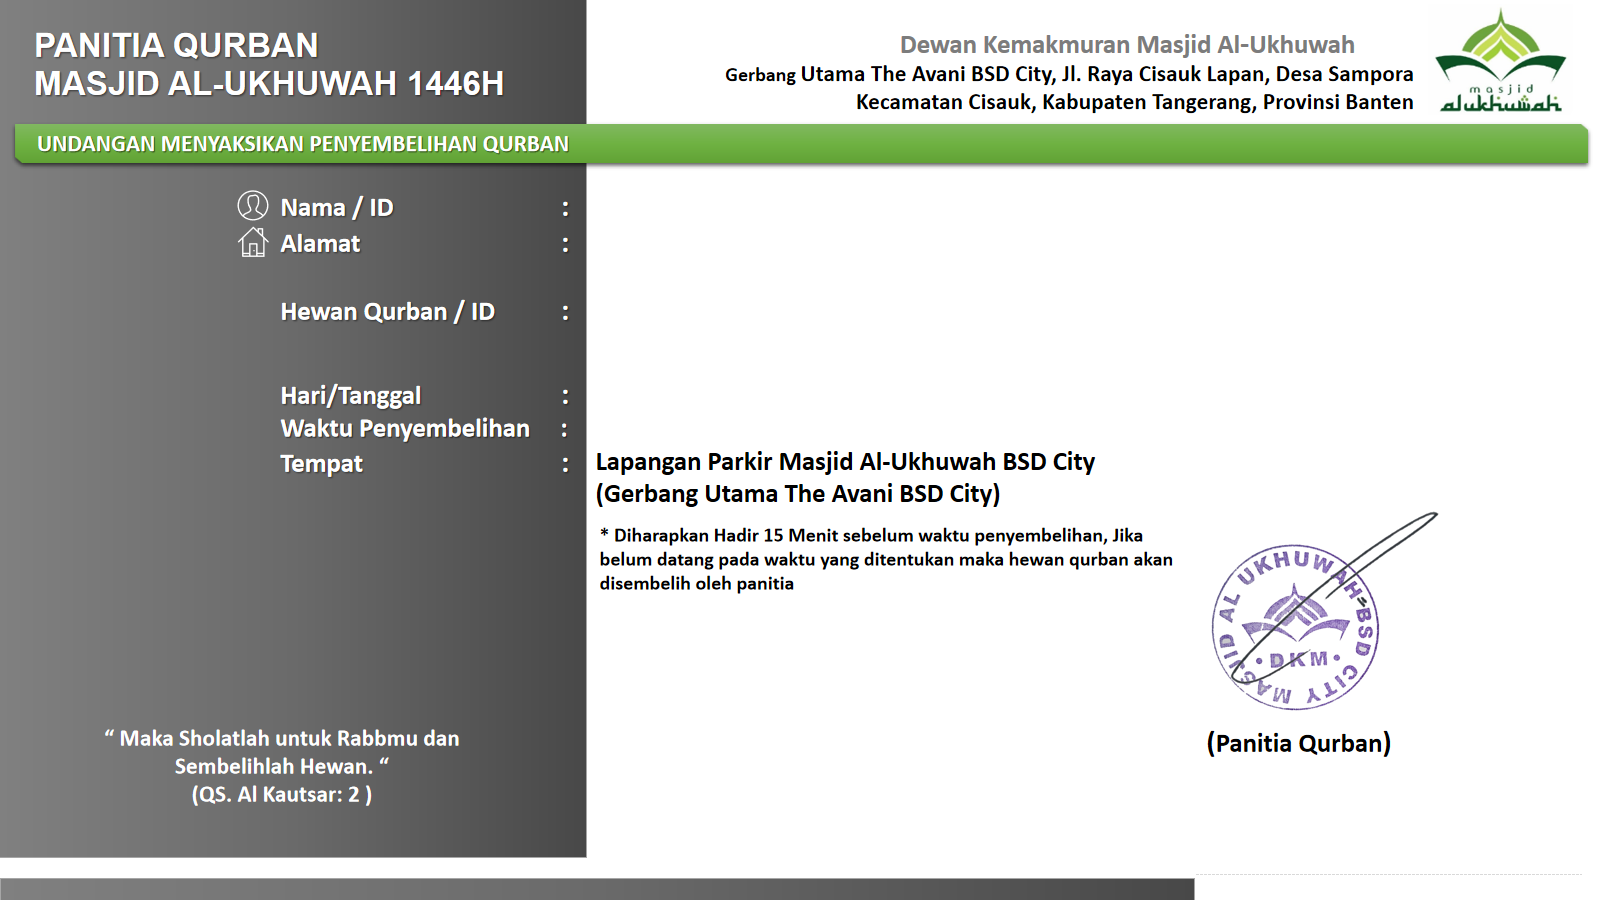 PANITIA QURBAN
MASJID AL-UKHUWAH 1446H
Dewan Kemakmuran Masjid Al-Ukhuwah
Gerbang Utama The Avani BSD City, Jl. Raya Cisauk Lapan, Desa Sampora
Kecamatan Cisauk, Kabupaten Tangerang, Provinsi Banten
masjid
alukhuwah
UNDANGAN MENYAKSIKAN PENYEMBELIHAN QURBAN
Nama / ID :
Alamat :
Hewan Qurban / ID :
Hari/Tanggal :
Waktu Penyembelihan :
Tempat : Lapangan Parkir Masjid Al-Ukhuwah BSD City
(Gerbang Utama The Avani BSD City)
* Diharapkan Hadir 15 Menit sebelum waktu penyembelihan, Jika
belum datang pada waktu yang ditentukan maka hewan qurban akan
disembelih oleh panitia
MASJID AL UKHUWAH BSD CITY
• DKM •
(Panitia Qurban)
“ Maka Sholatlah untuk Rabbmu dan
Sembelihlah Hewan. “
(QS. Al Kautsar: 2 )